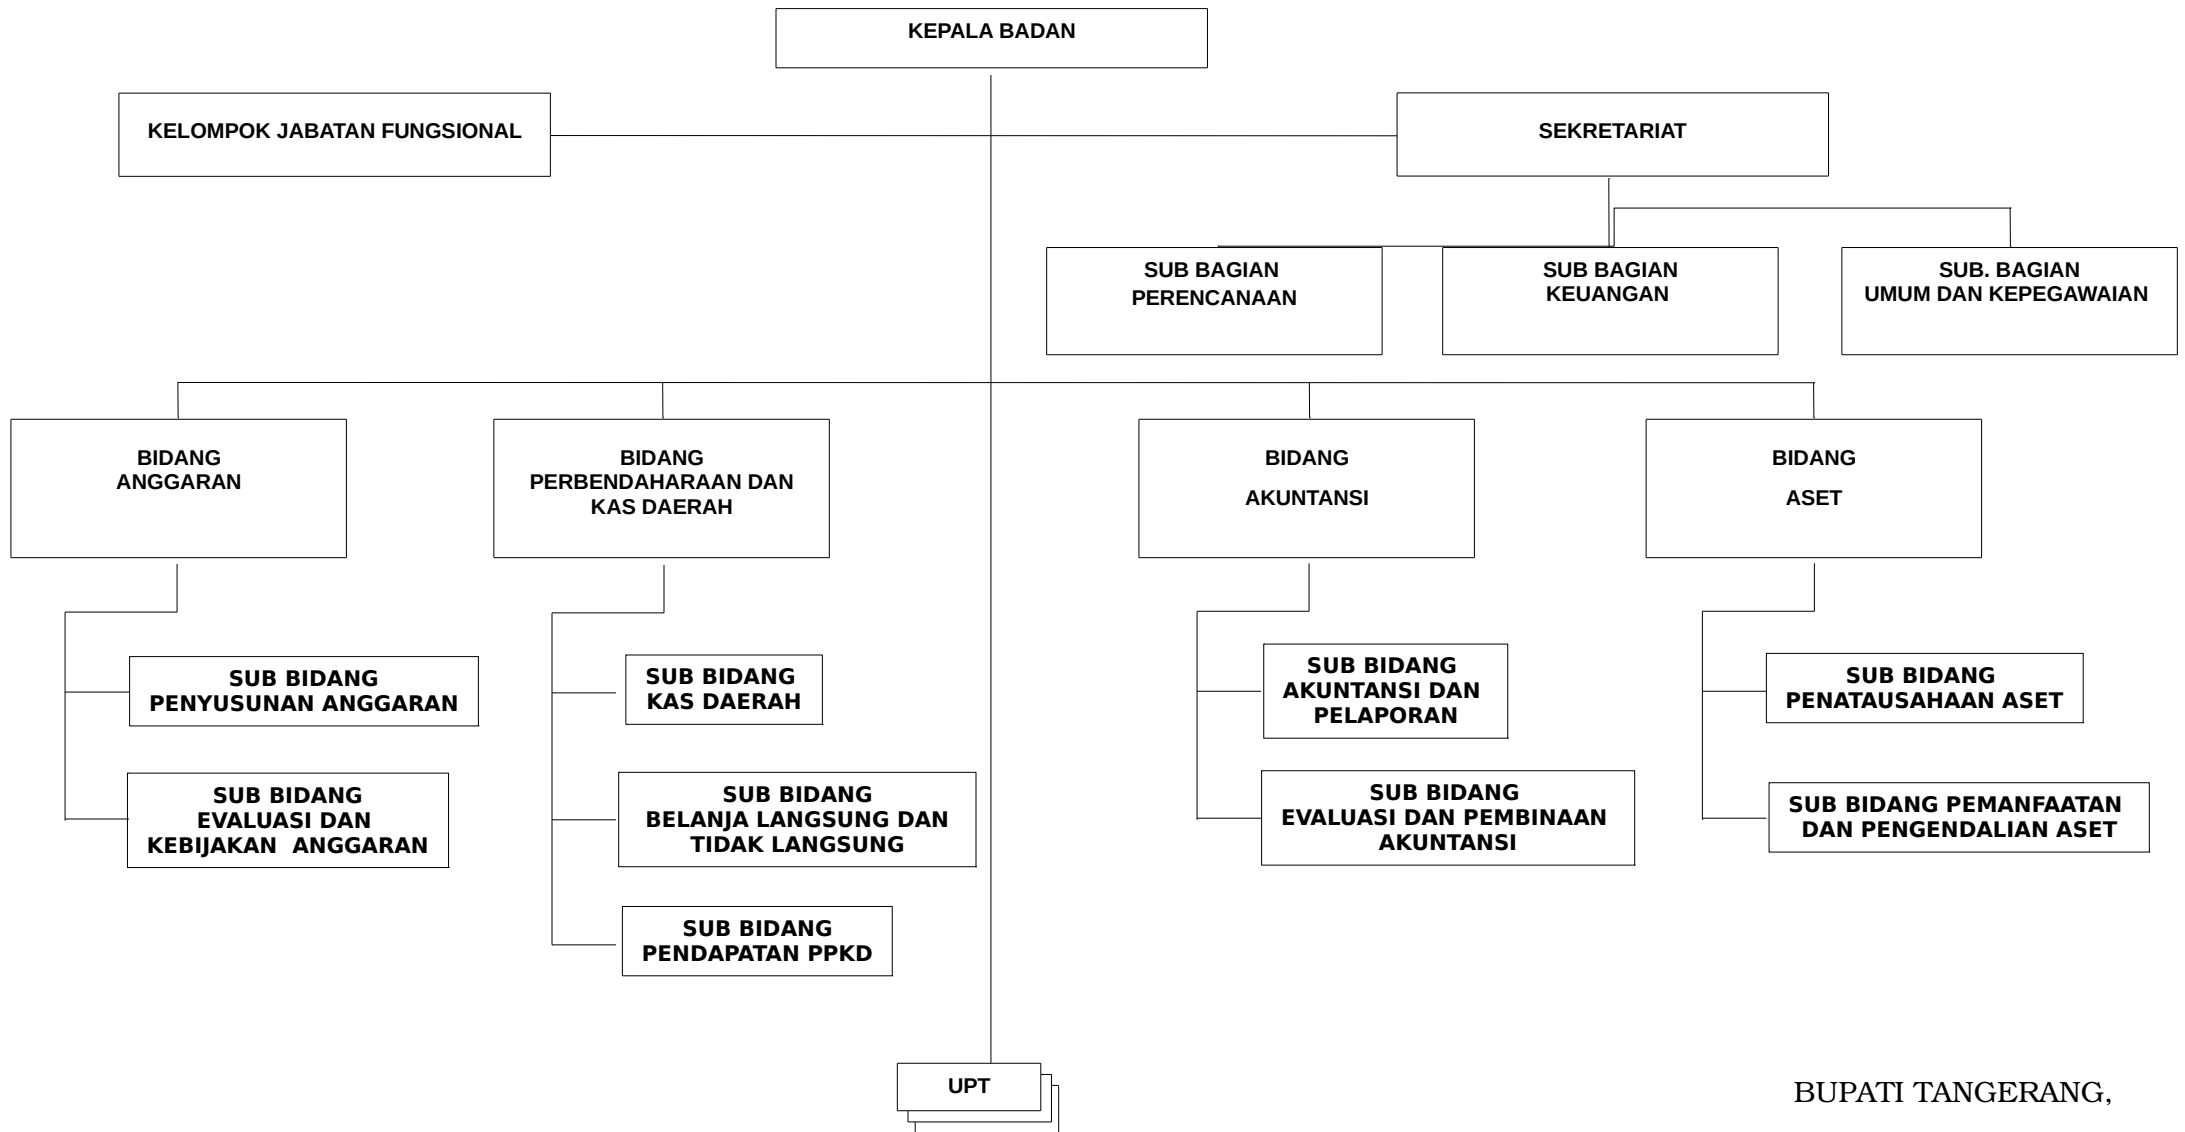 KEPALA BADAN
KELOMPOK JABATAN FUNGSIONAL
SEKRETARIAT
SUB BAGIAN
PERENCANAAN
SUB BAGIAN
KEUANGAN
SUB. BAGIAN
UMUM DAN KEPEGAWAIAN
BIDANG
ANGGARAN
BIDANG
PERBENDAHARAAN DAN
KAS DAERAH
BIDANG
AKUNTANSI
BIDANG
ASET
SUB BIDANG
PENYUSUNAN ANGGARAN
SUB BIDANG
EVALUASI DAN
KEBIJAKAN  ANGGARAN
SUB BIDANG
KAS DAERAH
SUB BIDANG
BELANJA LANGSUNG DAN
TIDAK LANGSUNG
SUB BIDANG
PENDAPATAN PPKD
SUB BIDANG
AKUNTANSI DAN
PELAPORAN
SUB BIDANG
EVALUASI DAN PEMBINAAN
AKUNTANSI
SUB BIDANG
PENATAUSAHAAN ASET
SUB BIDANG PEMANFAATAN
DAN PENGENDALIAN ASET
UPT
BUPATI TANGERANG,